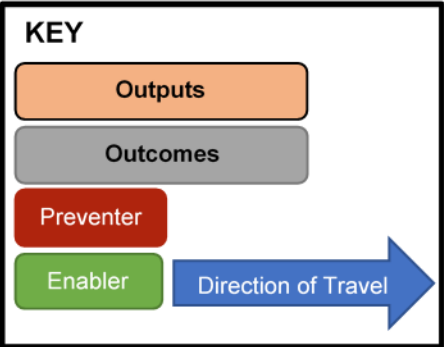 KEY
Outputs
Outcomes
Preventer
Enabler
Direction of Travel